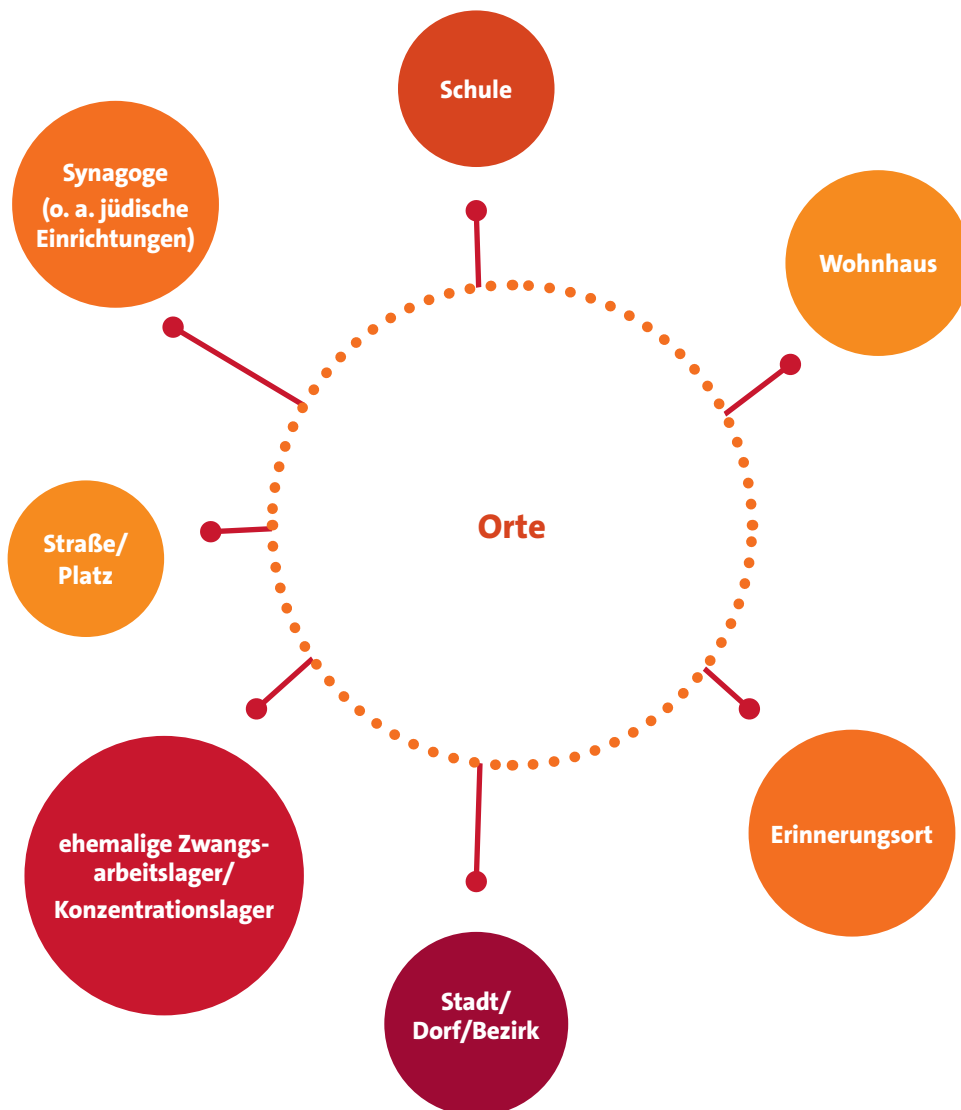 Schule
Synagoge
(o. a. jüdische
Einrichtungen)
Wohnhaus
Orte
Straße/
Platz
Erinnerungsort
ehemalige Zwangs-
arbeitslager/
Konzentrationslager
Stadt/
Dorf/Bezirk